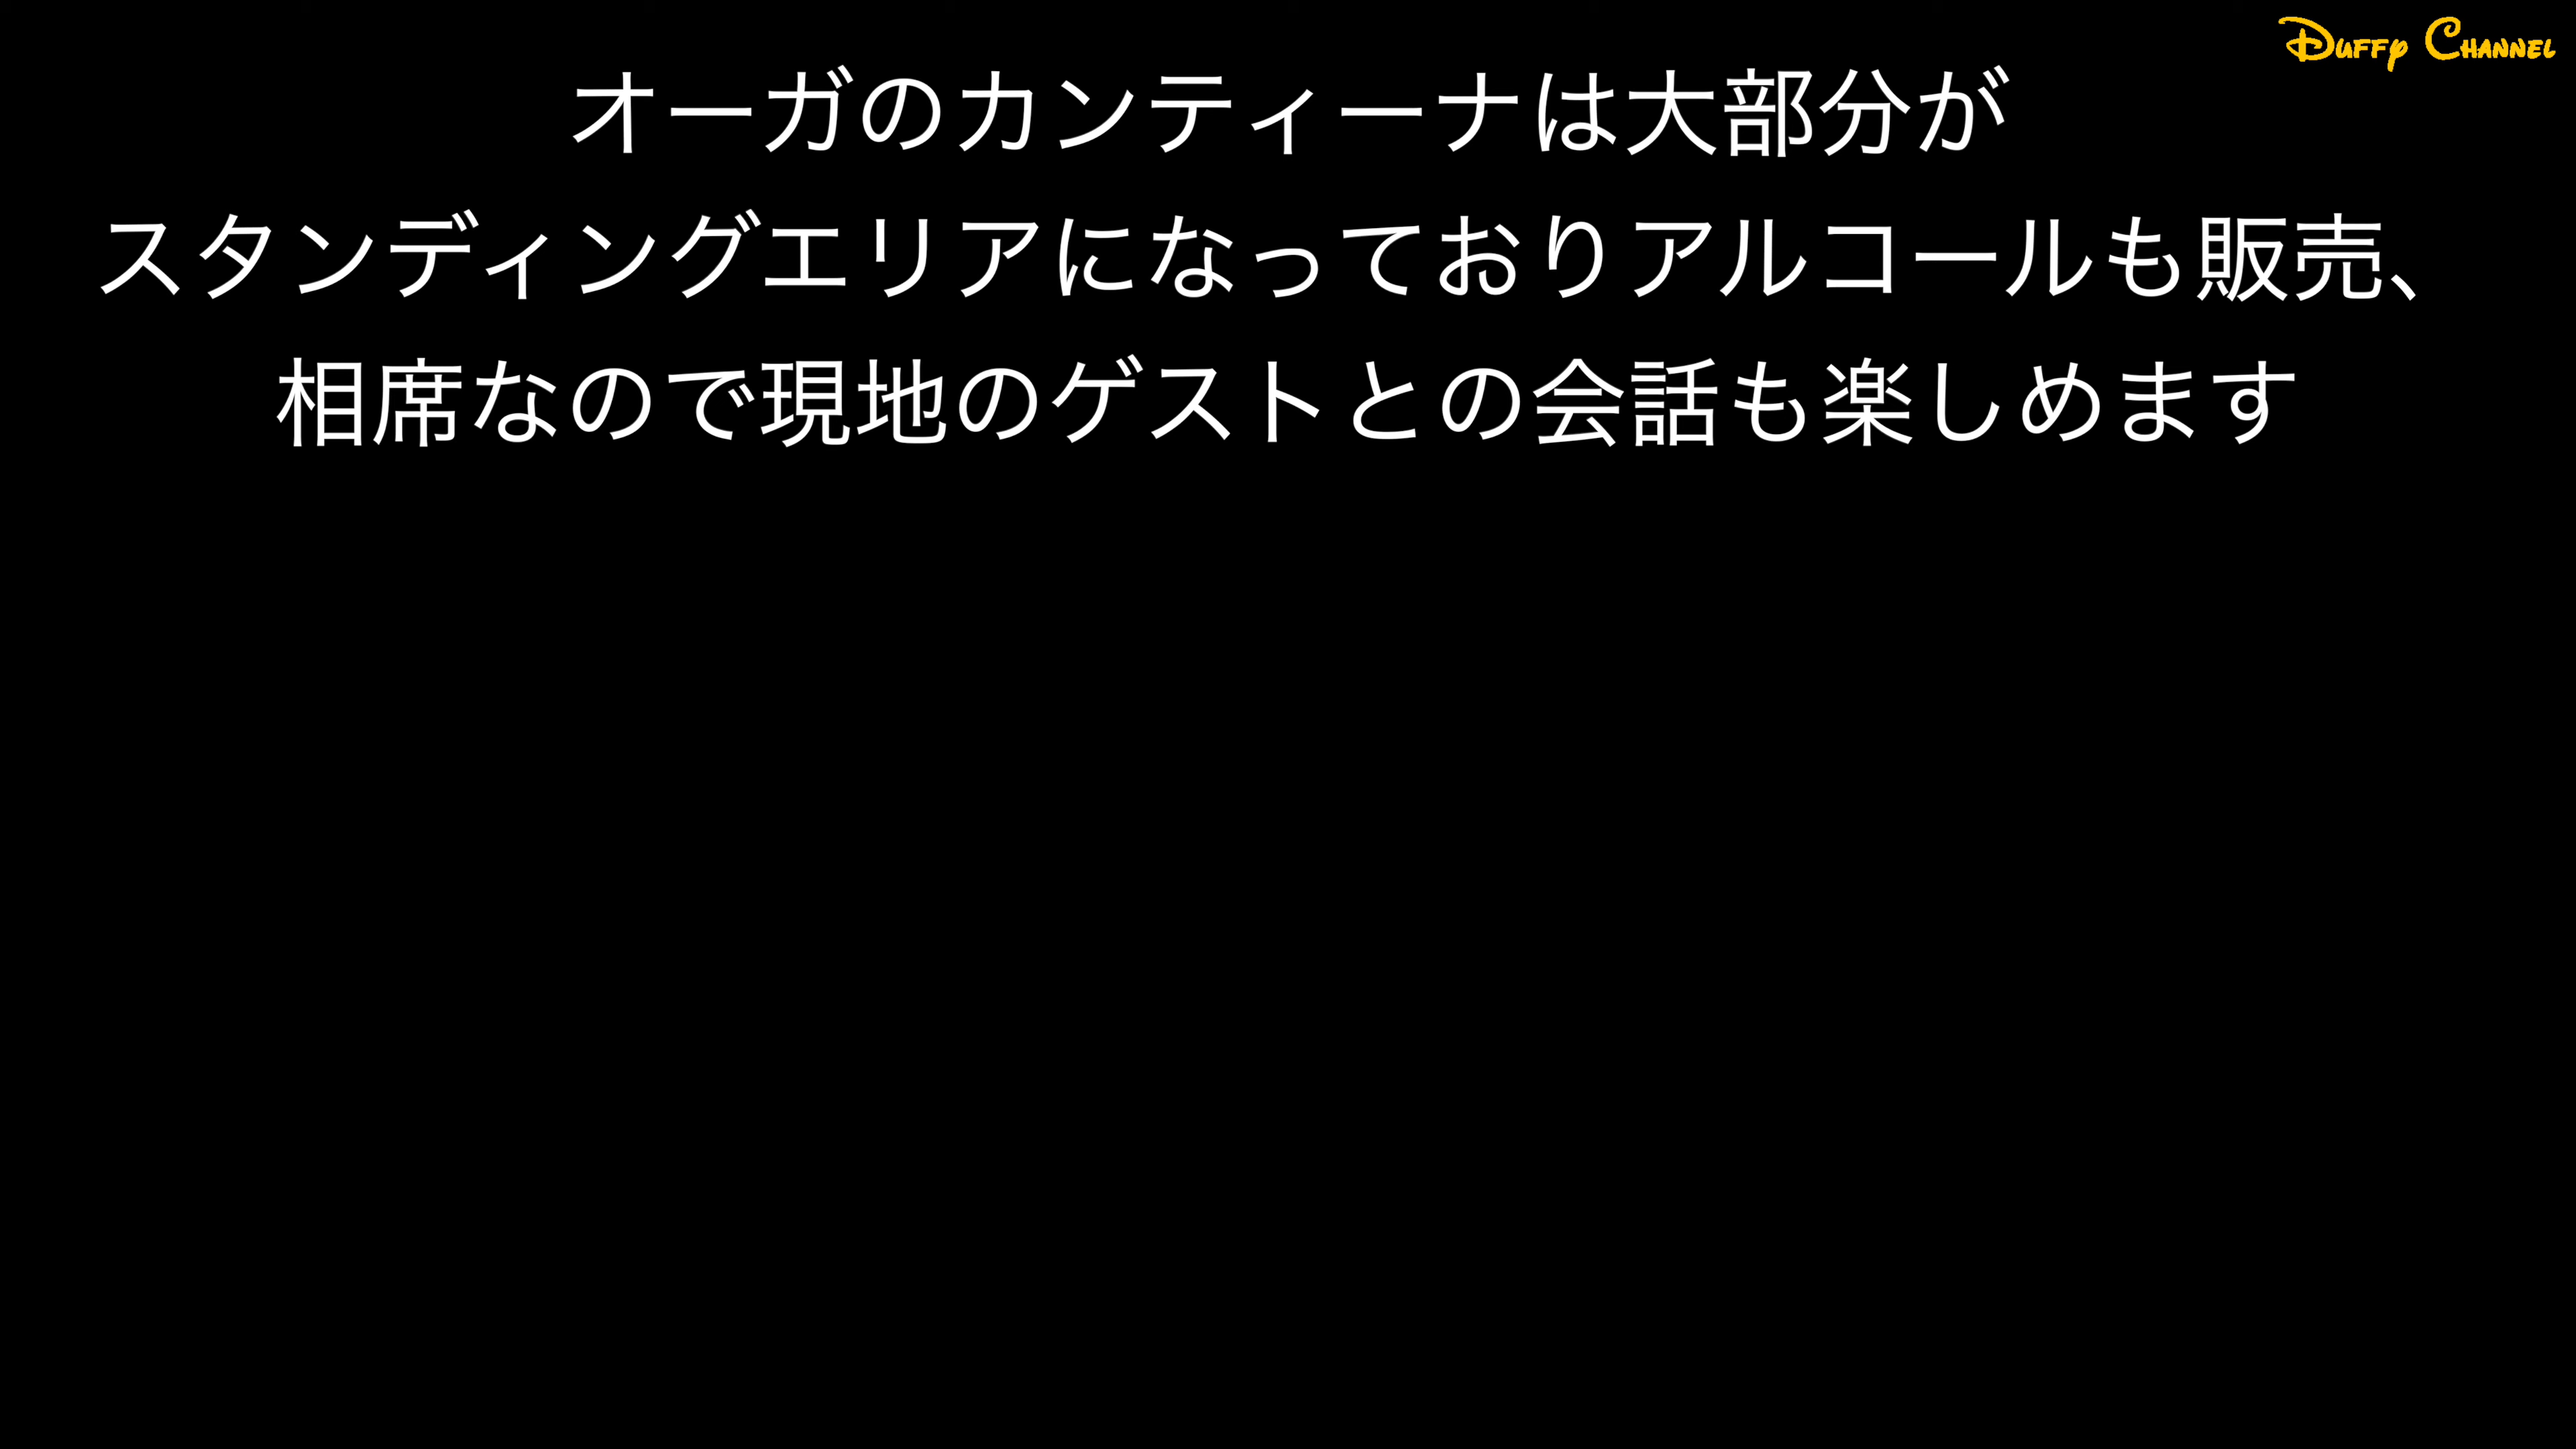 Duffy Channel
オーガのカンティーナは大部分が
スタンディングエリアになっておりアルコールも販売、
相席なので現地のゲストとの会話も楽しめます